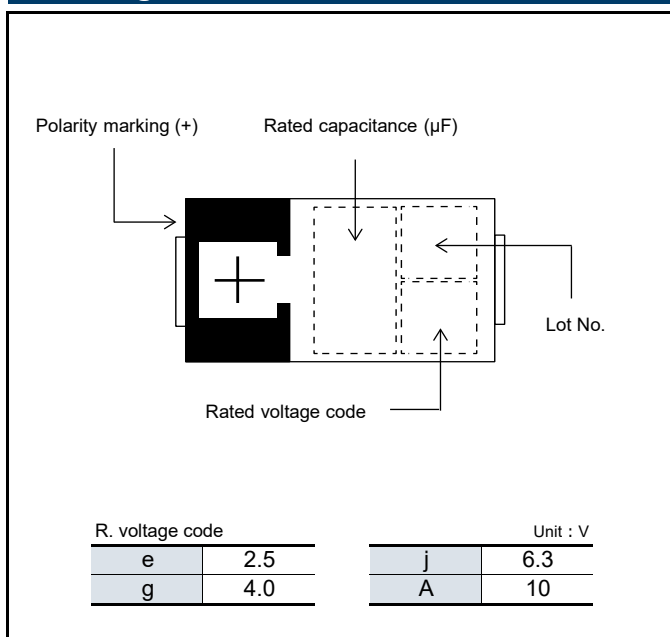 Polarity marking (+)
Rated capacitance (μF)
Lot No.
Rated voltage code
R. voltage code
Unit : V
e 2.5 j 6.3
g 4.0 A 10